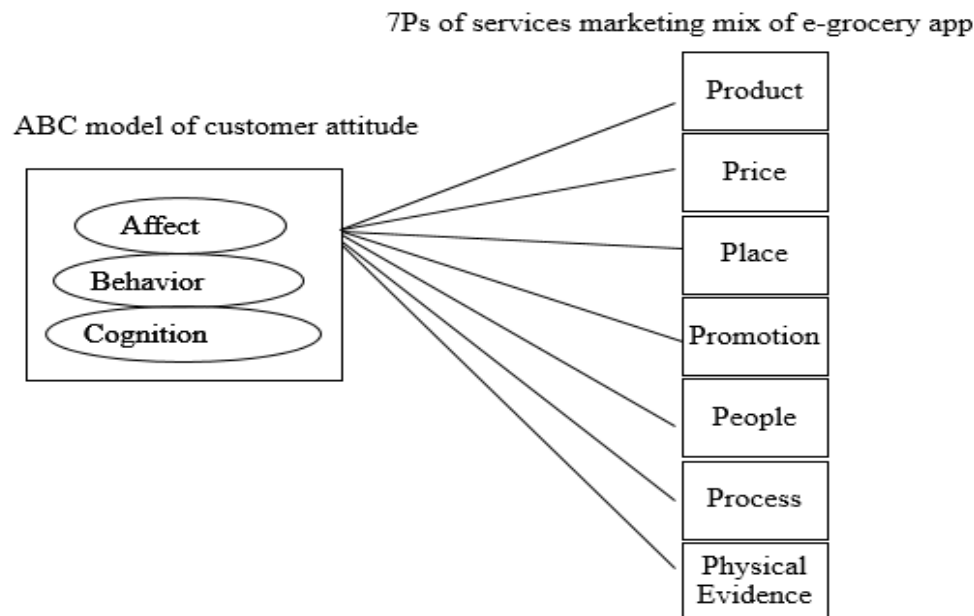 7Ps of services marketing mix of e-grocery app
ABC model of customer attitude
Affect
Behavior
Cognition
Product
Price
Place
Promotion
People
Process
Physical
Evidence